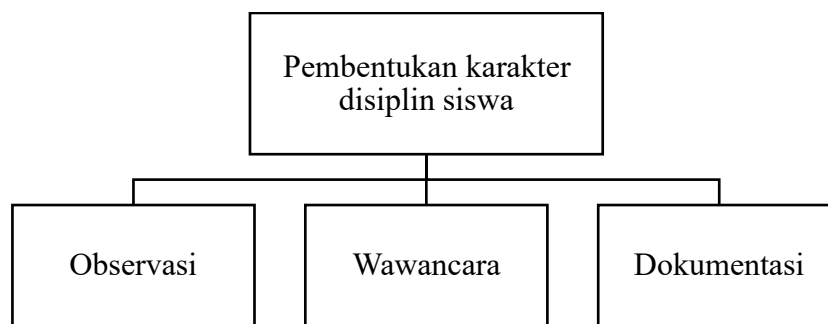 Pembentukan karakter
disiplin siswa
Observasi
Wawancara
Dokumentasi